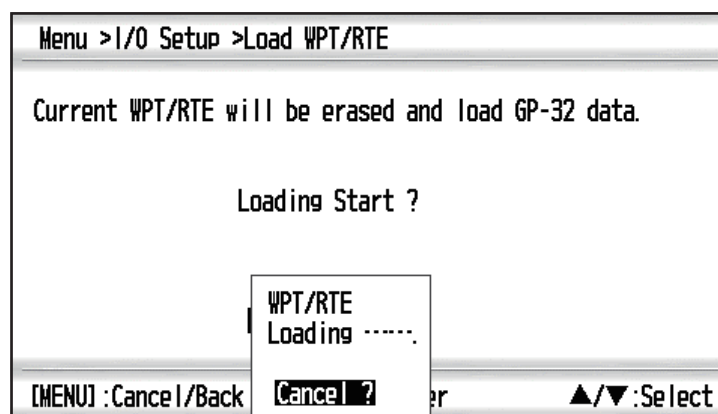 Menu >I/O Setup >Load WPT/RTE
Current WPT/RTE will be erased and load GP-32 data.
Loading Start ?
WPT/RTE
Loading ······.
Cancel ?
[MENU] :Cancel/Back ▲/▼ :Select